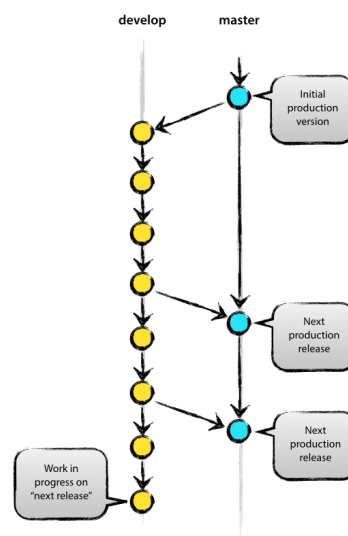 develop
master
Initial
production
version
Next
production
release
Next
production
release
Work in
progress on
“next release”